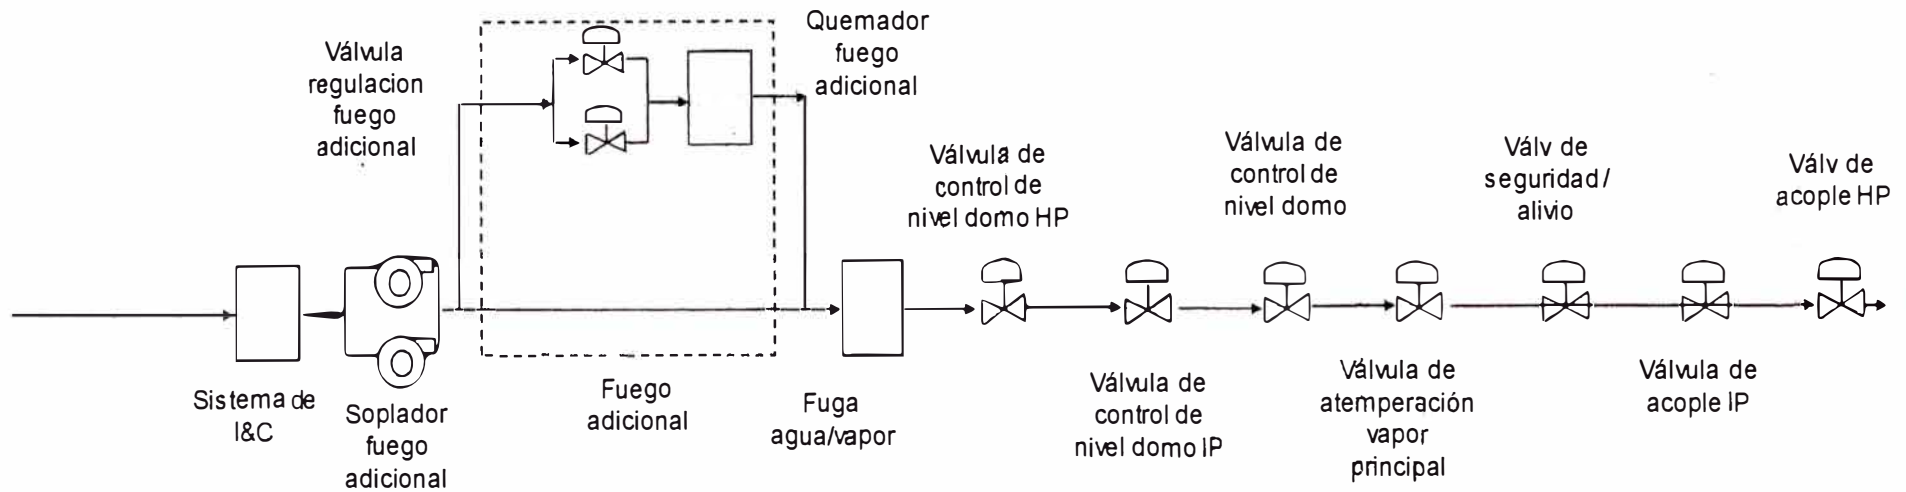 Quemador
fuego
adicional
Válvula
regulacion
fuego
adicional
Válvula de
control de
nivel domo HP
Válvula de
control de
nivel domo
Válv de
seguridad/
alivio
Válv de
acople HP
Sistema de
I&C
Soplador
fuego
adicional
Fuego
adicional
Fuga
agua/vapor
Válvula de
control de
nivel domo IP
Válvula de
atemperación
vapor
principal
Válvula de
acople IP